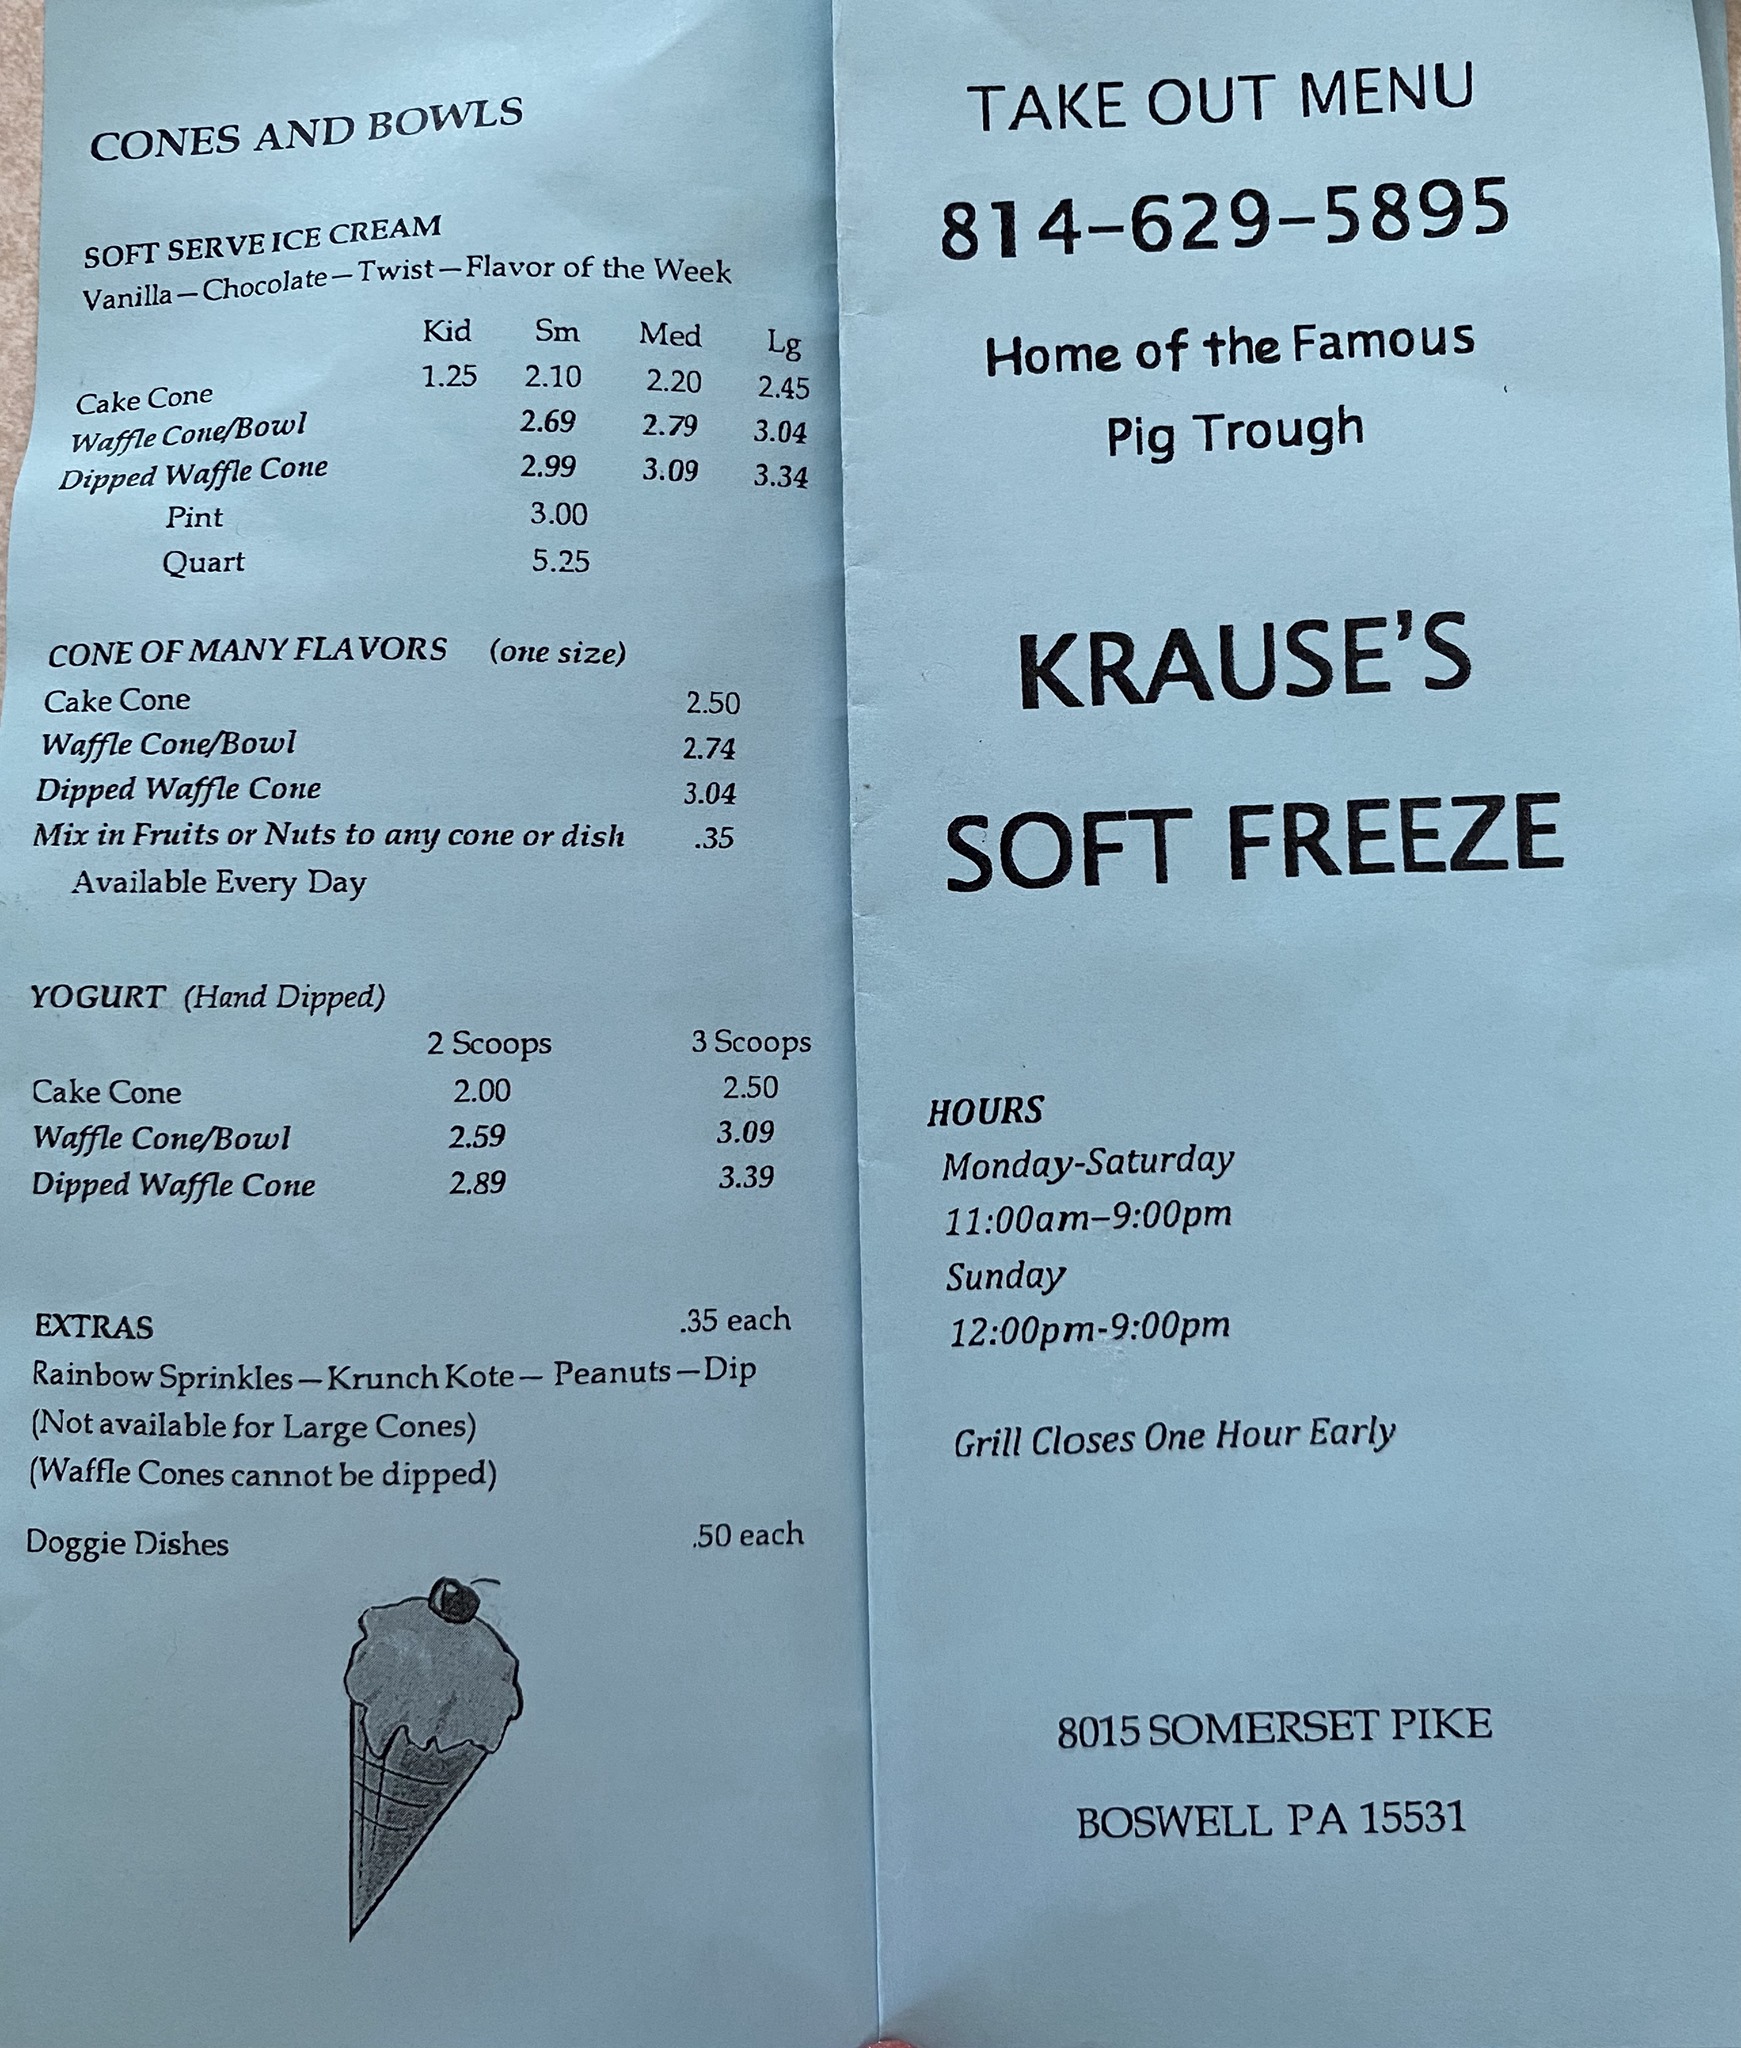 CONES AND BOWLS
SOFT SERVE ICE CREAM
Vanilla—Chocolate—Twist—Flavor of the Week
Kid Sm Med Lg
Cake Cone 1.25 2.10 2.20 2.45
Waffle Cone/Bowl 2.69 2.79 3.04
Dipped Waffle Cone 2.99 3.09 3.34
Pint 3.00
Quart 5.25
CONE OF MANY FLAVORS (one size)
Cake Cone 2.50
Waffle Cone/Bowl 2.74
Dipped Waffle Cone 3.04
Mix in Fruits or Nuts to any cone or dish .35
Available Every Day
YOGURT (Hand Dipped)
2 Scoops 3 Scoops
Cake Cone 2.00 2.50
Waffle Cone/Bowl 2.59 3.09
Dipped Waffle Cone 2.89 3.39
EXTRAS .35 each
Rainbow Sprinkles—Krunch Kote— Peanuts—Dip
(Not available for Large Cones)
(Waffle Cones cannot be dipped)
Doggie Dishes .50 each
TAKE OUT MENU
814–629–5895
Home of the Famous
Pig Trough
KRAUSE'S
SOFT FREEZE
HOURS
Monday-Saturday
11:00am–9:00pm
Sunday
12:00pm-9:00pm
Grill Closes One Hour Early
8015 SOMERSET PIKE
BOSWELL PA 15531